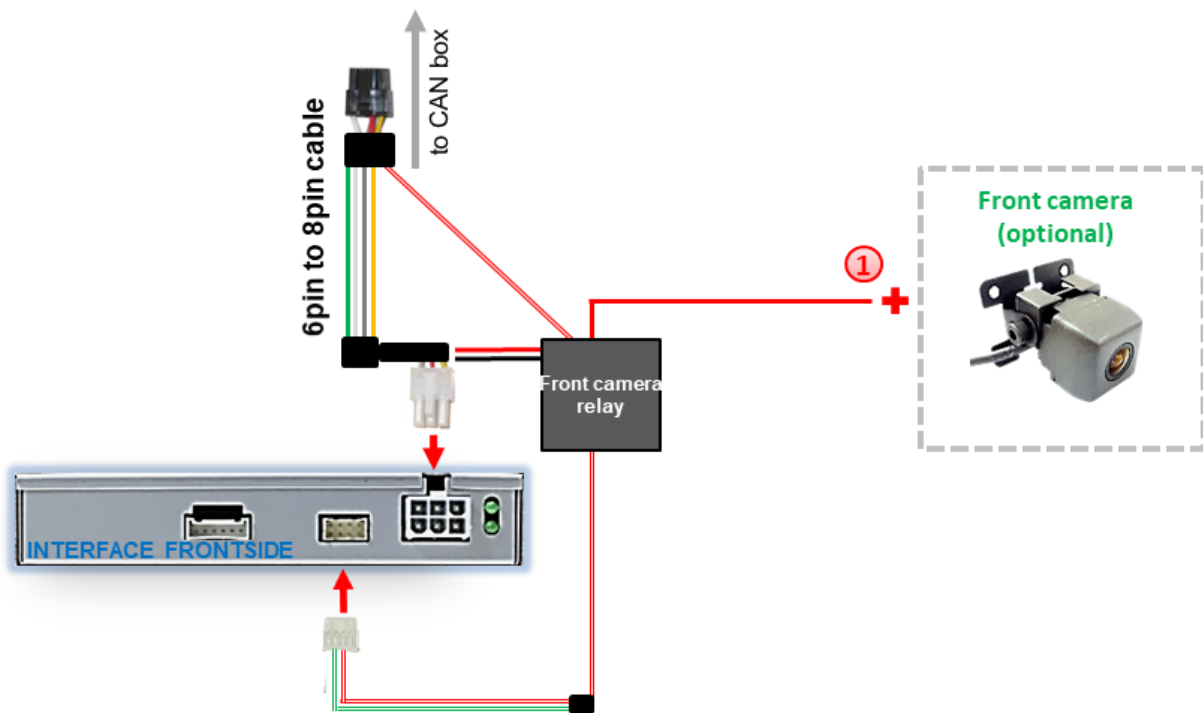 to CAN box
6pin to 8pin cable
Front camera
(optional)
1
Front camera
relay
INTERFACE FRONTSIDE